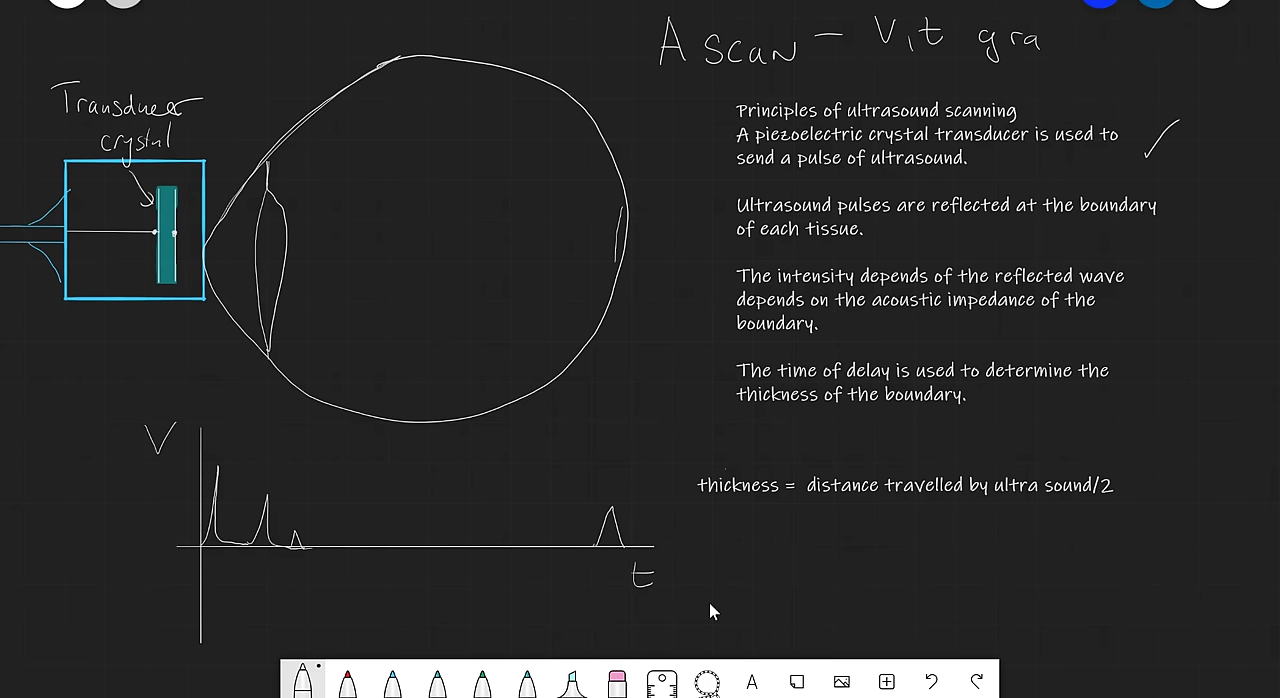 A scan - V,t gra
Transducer
crystal
Principles of ultrasound scanning
A piezoelectric crystal transducer is used to
send a pulse of ultrasound.
Ultrasound pulses are reflected at the boundary
of each tissue.
The intensity depends of the reflected wave
depends on the acoustic impedance of the
boundary.
The time of delay is used to determine the
thickness of the boundary.
V
thickness = distance travelled by ultra sound/2
t
A